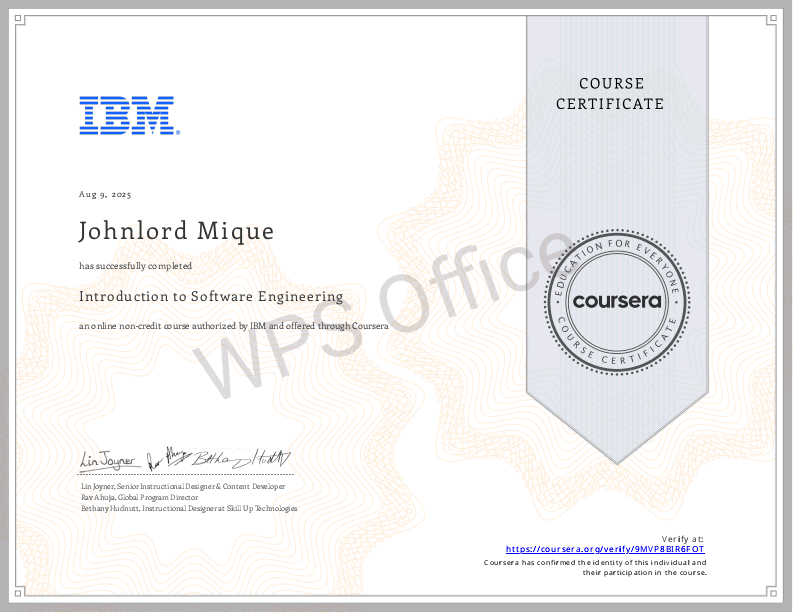 COURSE
CERTIFICATE
IBM®
Aug 9, 2025
Johnlord Mique
has successfully completed
Introduction to Software Engineering
an online non-credit course authorized by IBM and offered through Coursera
WPS Office
EDUCATION FOR EVERYONE
coursera
COURSE CERTIFICATE
Lin Joyner
Lin Joyner, Senior Instructional Designer & Content Developer
Rav Ahuja, Global Program Director
Bethany Hudnutt, Instructional Designer at Skill Up Technologies
Verify at:
https://coursera.org/verify/9MVP8BIR6FOT
Coursera has confirmed the identity of this individual and
their participation in the course.